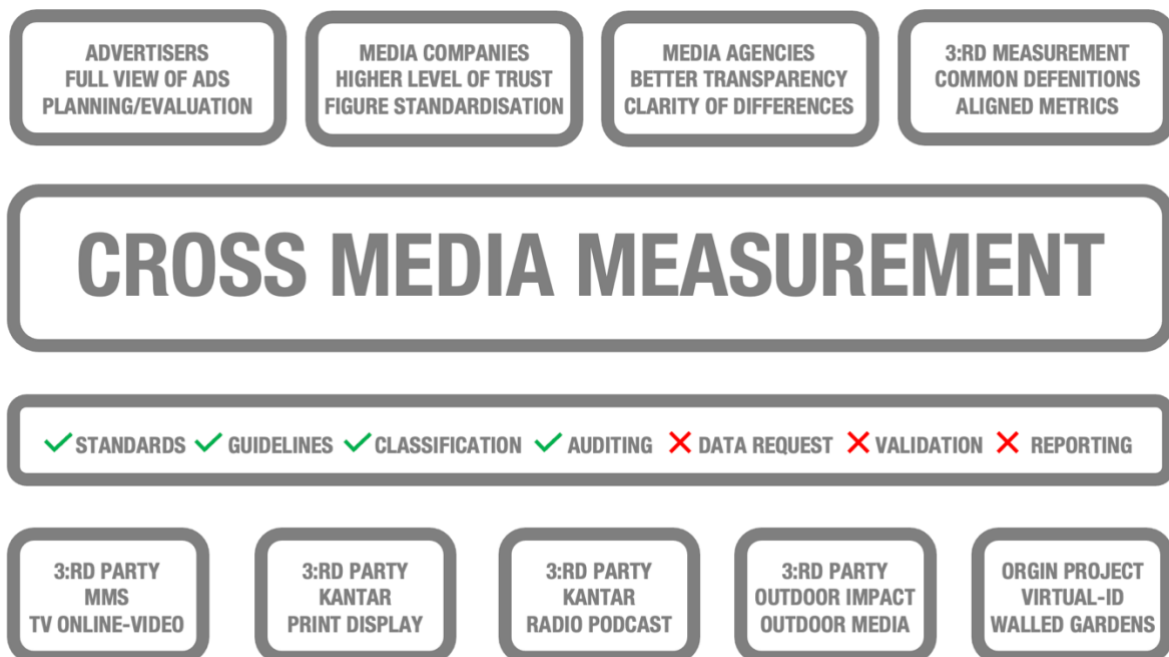 ADVERTISERS
FULL VIEW OF ADS
PLANNING/EVALUATION
MEDIA COMPANIES
HIGHER LEVEL OF TRUST
FIGURE STANDARDISATION
MEDIA AGENCIES
BETTER TRANSPARENCY
CLARITY OF DIFFERENCES
3:RD MEASUREMENT
COMMON DEFENITIONS
ALIGNED METRICS
CROSS MEDIA MEASUREMENT
STANDARDS GUIDELINES CLASSIFICATION AUDITING DATA REQUEST VALIDATION REPORTING
3:RD PARTY
MMS
TV ONLINE-VIDEO
3:RD PARTY
KANTAR
PRINT DISPLAY
3:RD PARTY
KANTAR
RADIO PODCAST
3:RD PARTY
OUTDOOR IMPACT
OUTDOOR MEDIA
ORGIN PROJECT
VIRTUAL-ID
WALLED GARDENS